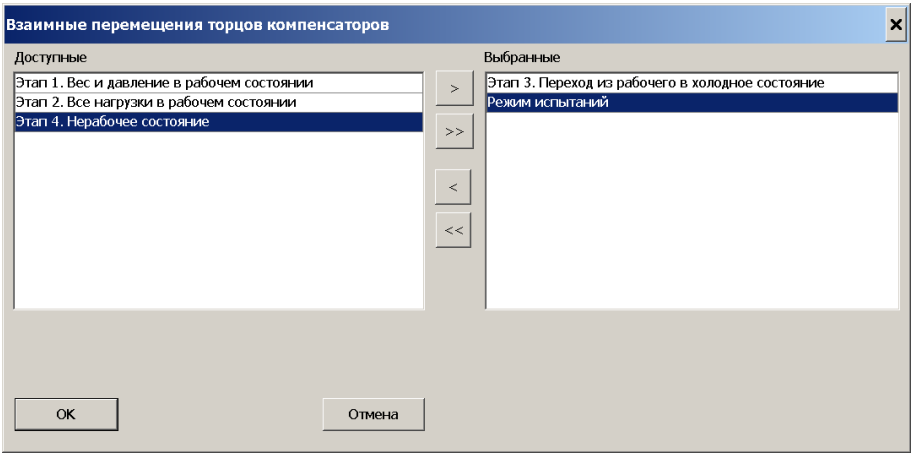 Взаимные перемещения торцов компенсаторов
Доступные
Выбранные
Этап 1. Вес и давление в рабочем состоянии
Этап 2. Все нагрузки в рабочем состоянии
Этап 4. Нерабочее состояние
>
>>
<
<<
Этап 3. Переход из рабочего в холодное состояние
Режим испытаний
OK
Отмена